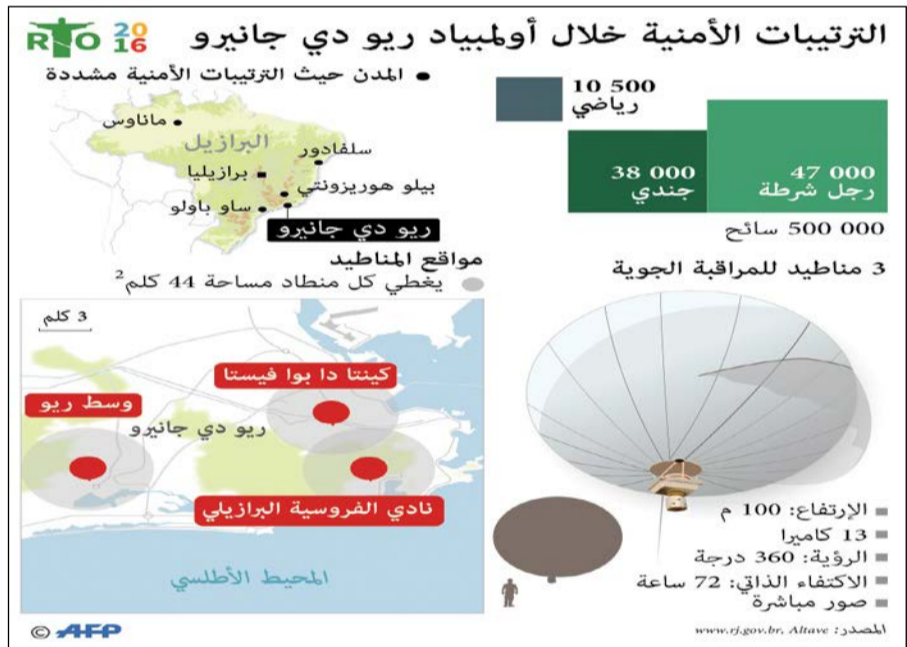 الترتيبات الأمنية خلال أولمبياد ريو دي جانيرو
RIO 2016
10 500
رياضي
47 000
رجل شرطة
38 000
جندي
500 000 سائح
● المدن حيث الترتيبات الأمنية مشددة
ماناوس
البرازيل
سلفادور
برازيليا
بيلو هوريزونتي
ساو باولو
ريو دي جانيرو
3 مناطيد للمراقبة الجوية
■ الإرتفاع: 100 م
■ 13 كاميرا
■ الرؤية: 360 درجة
■ الاكتفاء الذاتي: 72 ساعة
■ صور مباشرة
مواقع المناطيد
يغطي كل منطاد مساحة 44 كلم²
3 كلم
كينتا دا بوا فيستا
وسط ريو
ريو دي جانيرو
نادي الفروسية البرازيلي
المحيط الأطلسي
المصدر: www.rj.gov.br, Altave
© AFP